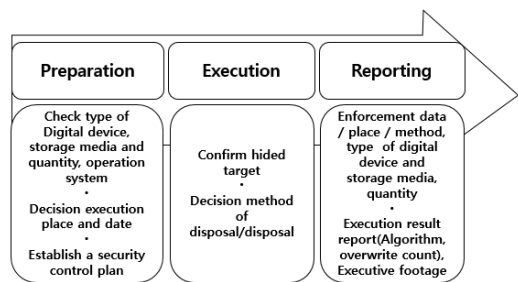 Preparation
Execution
Reporting
Check type of
Digital device,
storage media and
quantity, operation
system
•
Decision execution
place and date
•
Establish a security
control plan
Confirm hided
target
•
Decision method
of
disposal/disposal
Enforcement data
/ place / method,
type of digital
device and
storage media,
quantity
•
Execution result
report(Algorithm,
overwrite count),
Executive footage